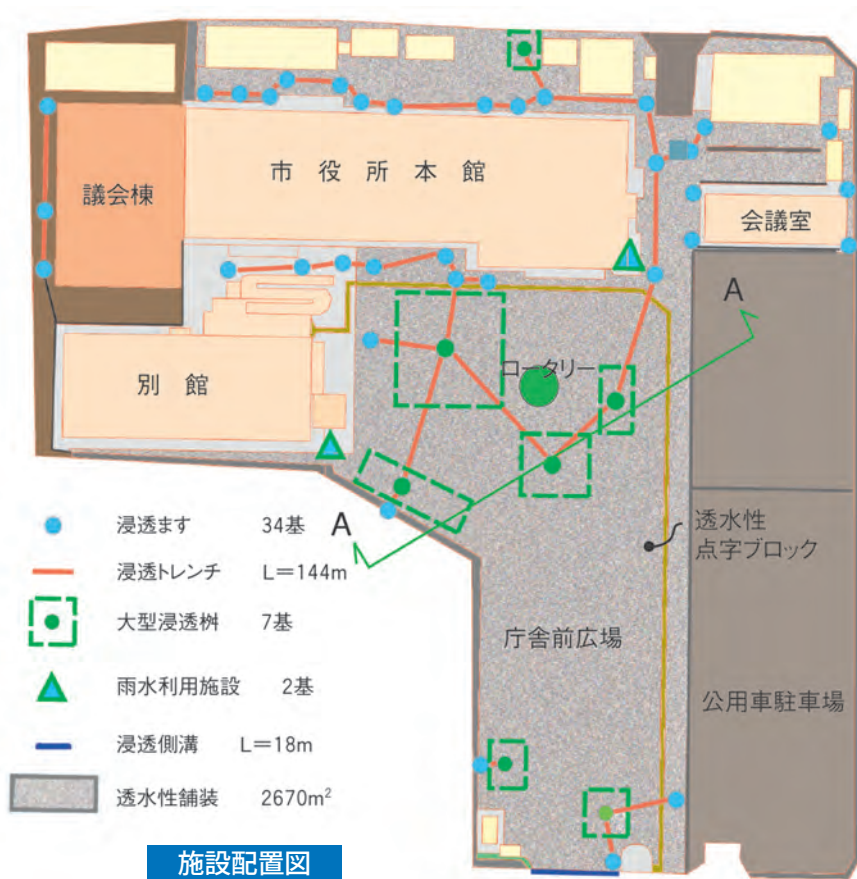 市役所本館
議会棟
会議室
A
ロータリー
別館
浸透ます 34基
A
透水性
点字ブロック
浸透トレンチ L=144m
大型浸透桝 7基
庁舎前広場
雨水利用施設 2基
公用車駐車場
浸透側溝 L=18m
透水性舗装 2670m²
施設配置図